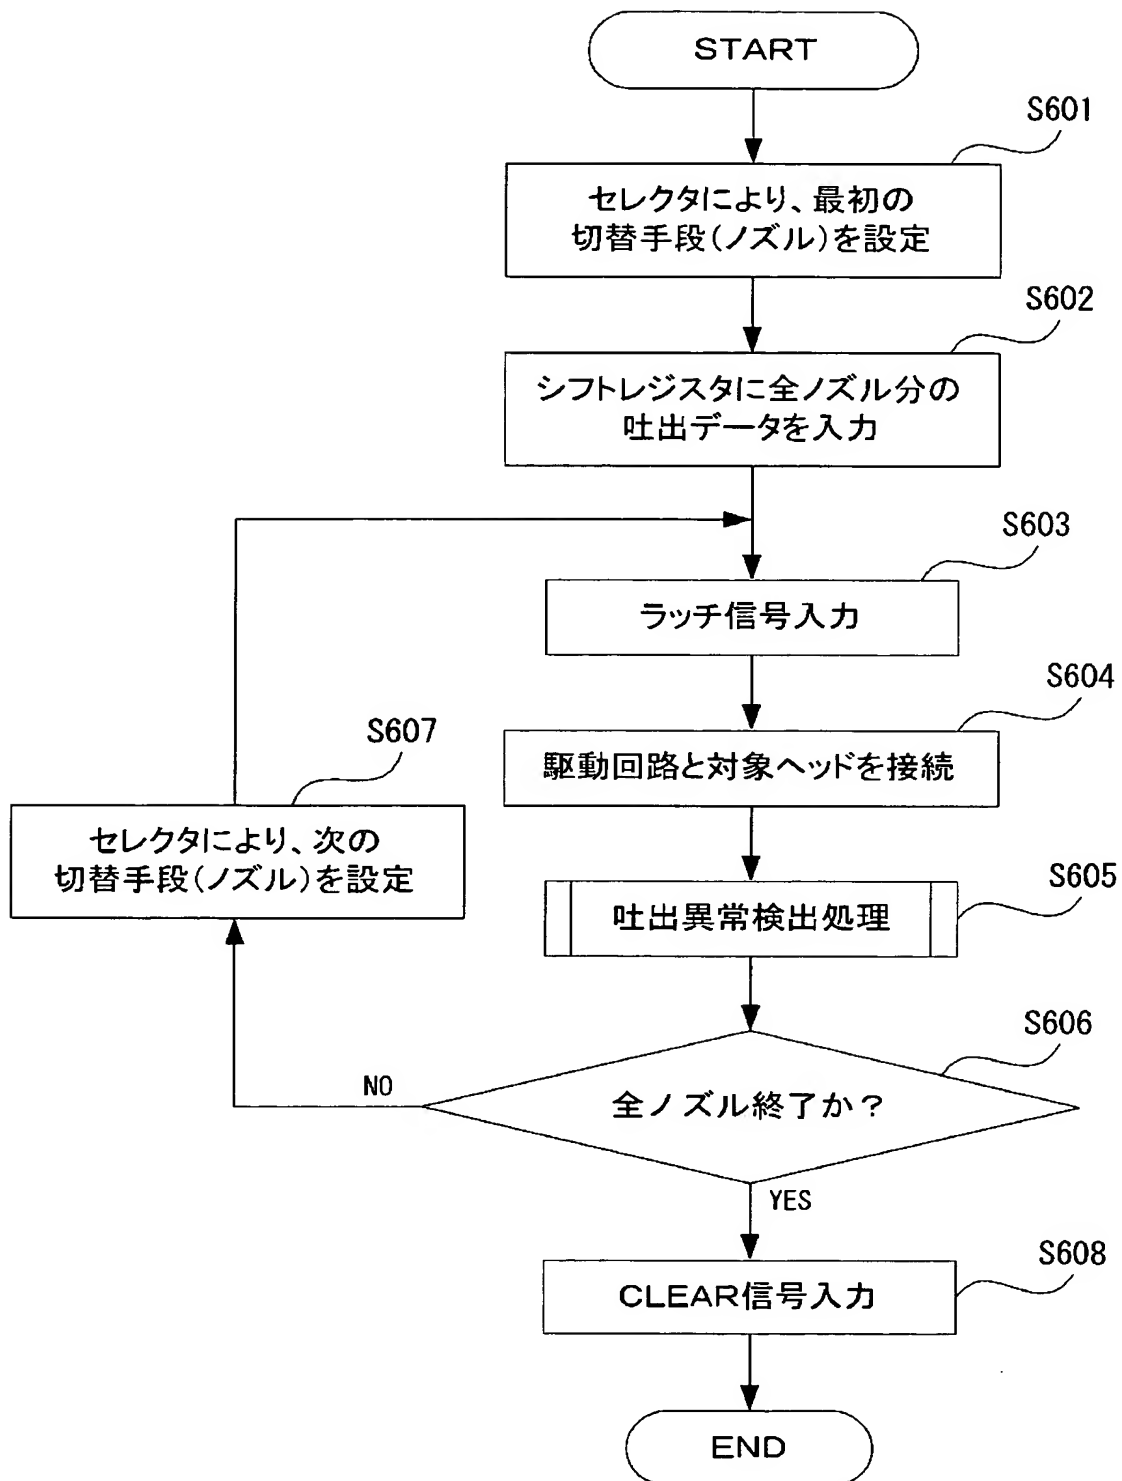 START
S601
セレクタにより、最初の
切替手段(ノズル)を設定
S602
シフトレジスタに全ノズル分の
吐出データを入力
S603
ラッチ信号入力
S604
駆動回路と対象ヘッドを接続
S607
セレクタにより、次の
切替手段(ノズル)を設定
S605
吐出異常検出処理
S606
NO
全ノズル終了か？
YES
S608
CLEAR信号入力
END